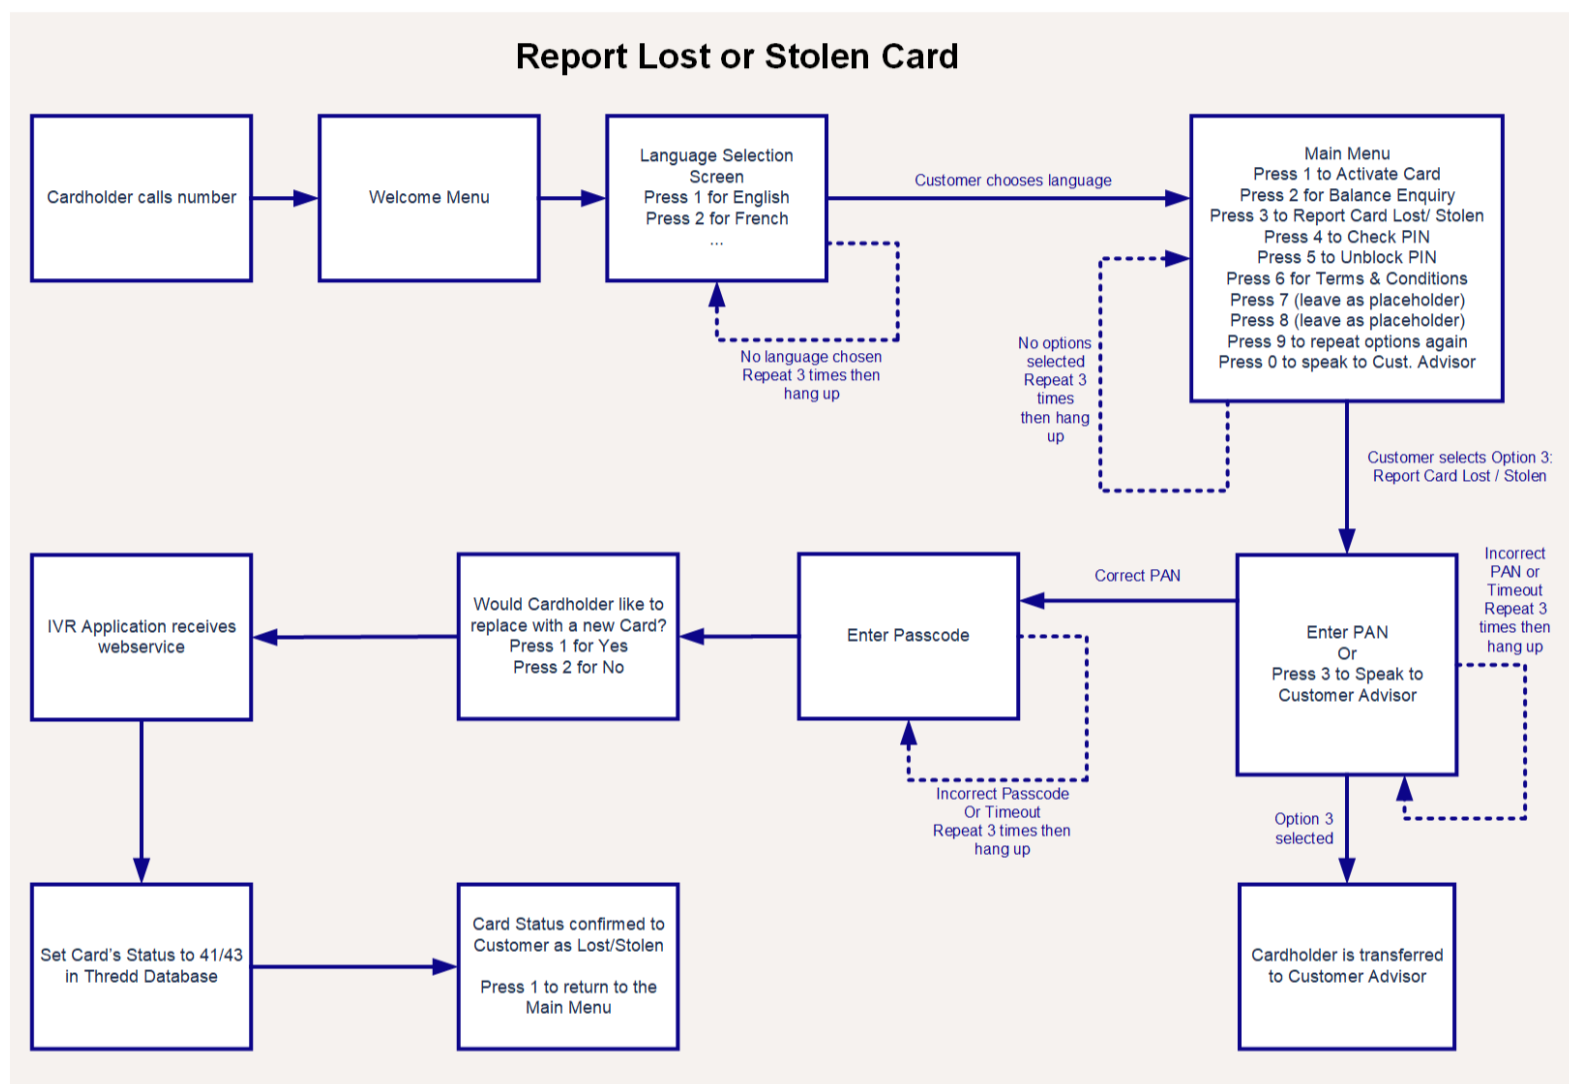 Report Lost or Stolen Card
Cardholder calls number
Welcome Menu
Language Selection
Screen
Press 1 for English
Press 2 for French
...
Customer chooses language
No language chosen
Repeat 3 times then
hang up
Main Menu
Press 1 to Activate Card
Press 2 for Balance Enquiry
Press 3 to Report Card Lost/ Stolen
Press 4 to Check PIN
Press 5 to Unblock PIN
Press 6 for Terms & Conditions
Press 7 (leave as placeholder)
Press 8 (leave as placeholder)
Press 9 to repeat options again
Press 0 to speak to Cust. Advisor
No options
selected
Repeat 3
times
then hang
up
Customer selects Option 3:
Report Card Lost / Stolen
Enter PAN
Or
Press 3 to Speak to
Customer Advisor
Incorrect
PAN or
Timeout
Repeat 3
times then
hang up
Correct PAN
Enter Passcode
Incorrect Passcode
Or Timeout
Repeat 3 times then
hang up
Would Cardholder like to
replace with a new Card?
Press 1 for Yes
Press 2 for No
IVR Application receives
webservice
Set Card's Status to 41/43
in Thredd Database
Card Status confirmed to
Customer as Lost/Stolen
Press 1 to return to the
Main Menu
Option 3
selected
Cardholder is transferred
to Customer Advisor